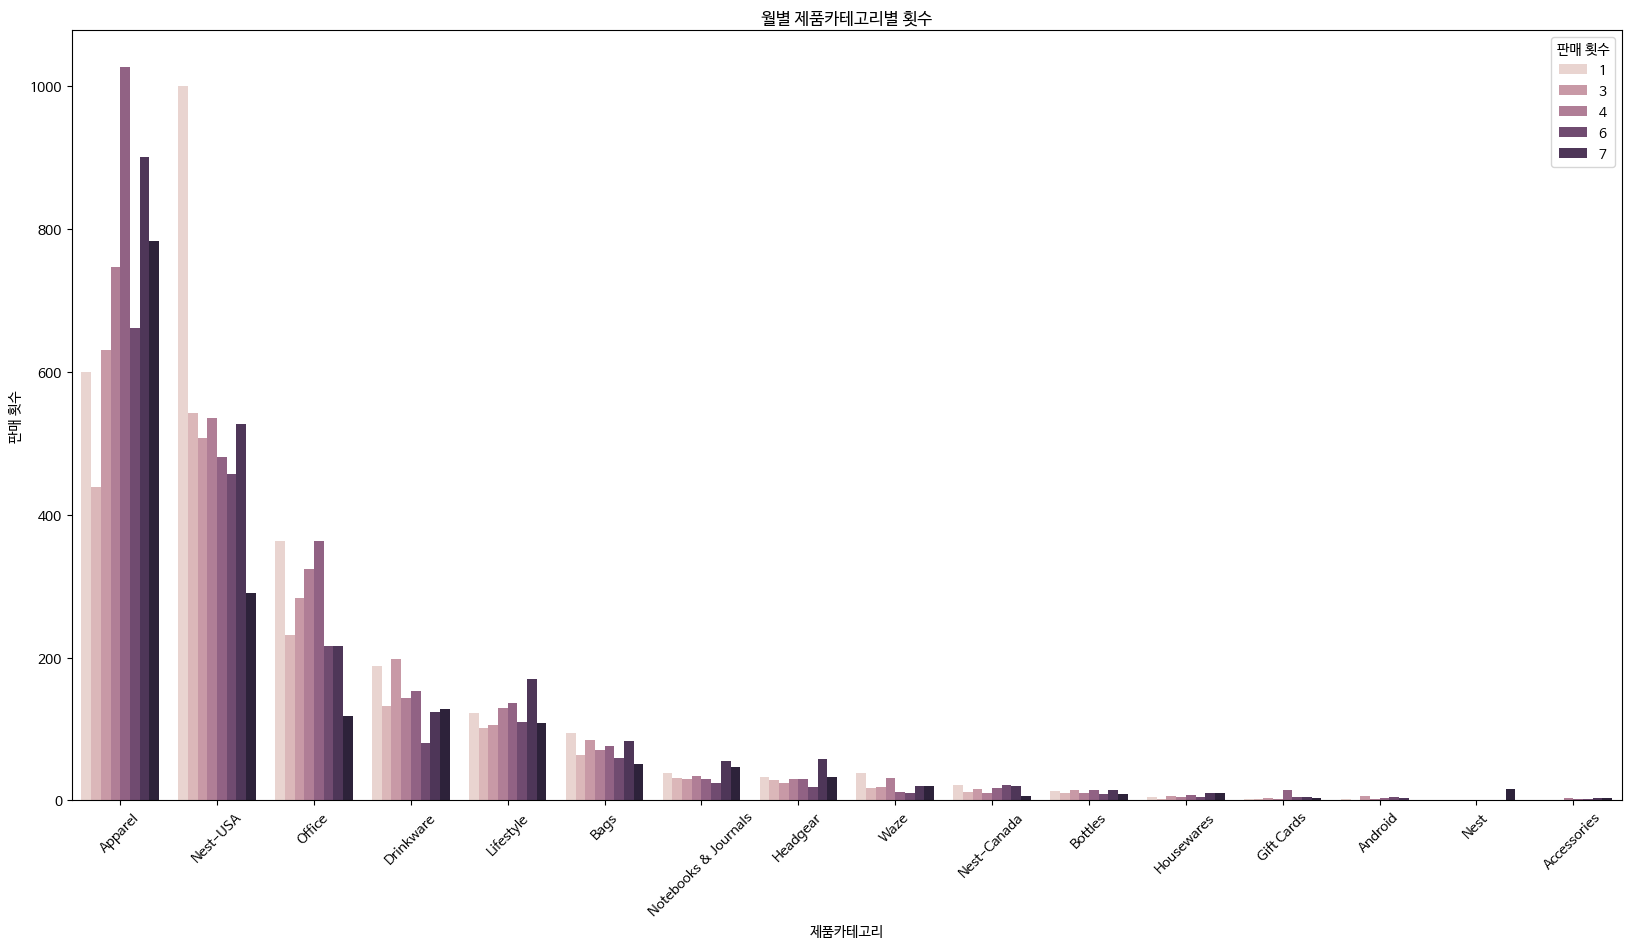 월별 제품카테고리별 횟수
판매 횟수
1
3
4
6
7
1000
800
600
400
200
0
판매 횟수
Apparel
Nest-USA
Office
Drinkware
Lifestyle
Bags
Notebooks & Journals
Headgear
Waze
Nest-Canada
Bottles
Housewares
Gift Cards
Android
Nest
Accessories
제품카테고리